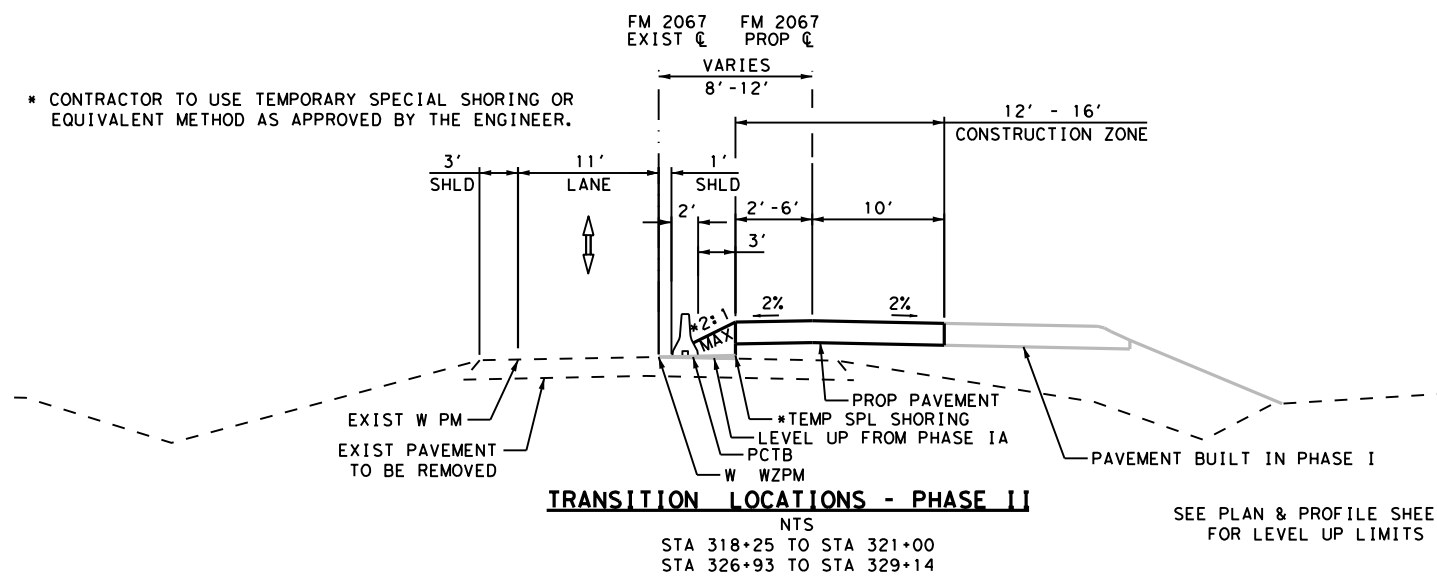 FM 2067 FM 2067
EXIST ℄ PROP ℄
VARIES
8'-12'
* CONTRACTOR TO USE TEMPORARY SPECIAL SHORING OR
EQUIVALENT METHOD AS APPROVED BY THE ENGINEER.
12' - 16'
CONSTRUCTION ZONE
3'
SHLD
11'
LANE
1'
SHLD
2'
2'-6'
10'
3'
*2:1
MAX
2%
2%
EXIST W PM
EXIST PAVEMENT
TO BE REMOVED
PROP PAVEMENT
*TEMP SPL SHORING
LEVEL UP FROM PHASE IA
PCTB
W WZPM
PAVEMENT BUILT IN PHASE I
TRANSITION LOCATIONS - PHASE II
NTS
STA 318+25 TO STA 321+00
STA 326+93 TO STA 329+14
SEE PLAN & PROFILE SHEE
FOR LEVEL UP LIMITS